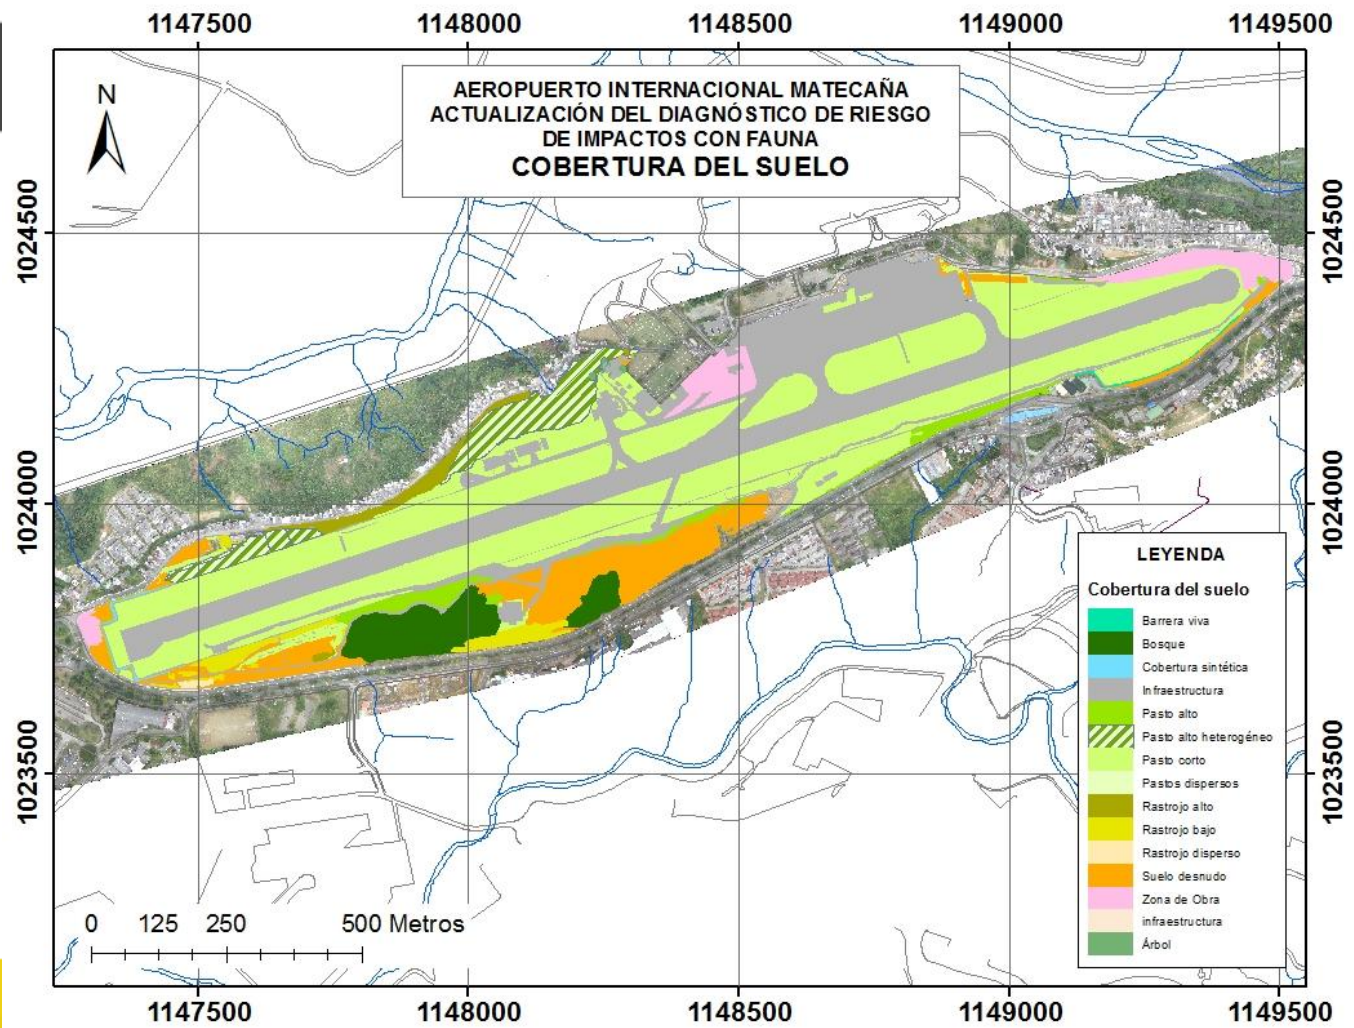 1147500 1148000 1148500 1149000 1149500
N
AEROPUERTO INTERNACIONAL MATECAÑA
ACTUALIZACIÓN DEL DIAGNÓSTICO DE RIESGO
DE IMPACTOS CON FAUNA
COBERTURA DEL SUELO
1024500 1024500
1024000 1024000
1023500 1023500
LEYENDA
Cobertura del suelo
Barrera viva
Bosque
Cobertura sintética
Infraestructura
Pasto alto
Pasto alto heterogéneo
Pasto corto
Pastos dispersos
Rastrojo alto
Rastrojo bajo
Rastrojo disperso
Suelo desnudo
Zona de Obra
infraestructura
Árbol
0 125 250 500 Metros
1147500 1148000 1148500 1149000 1149500